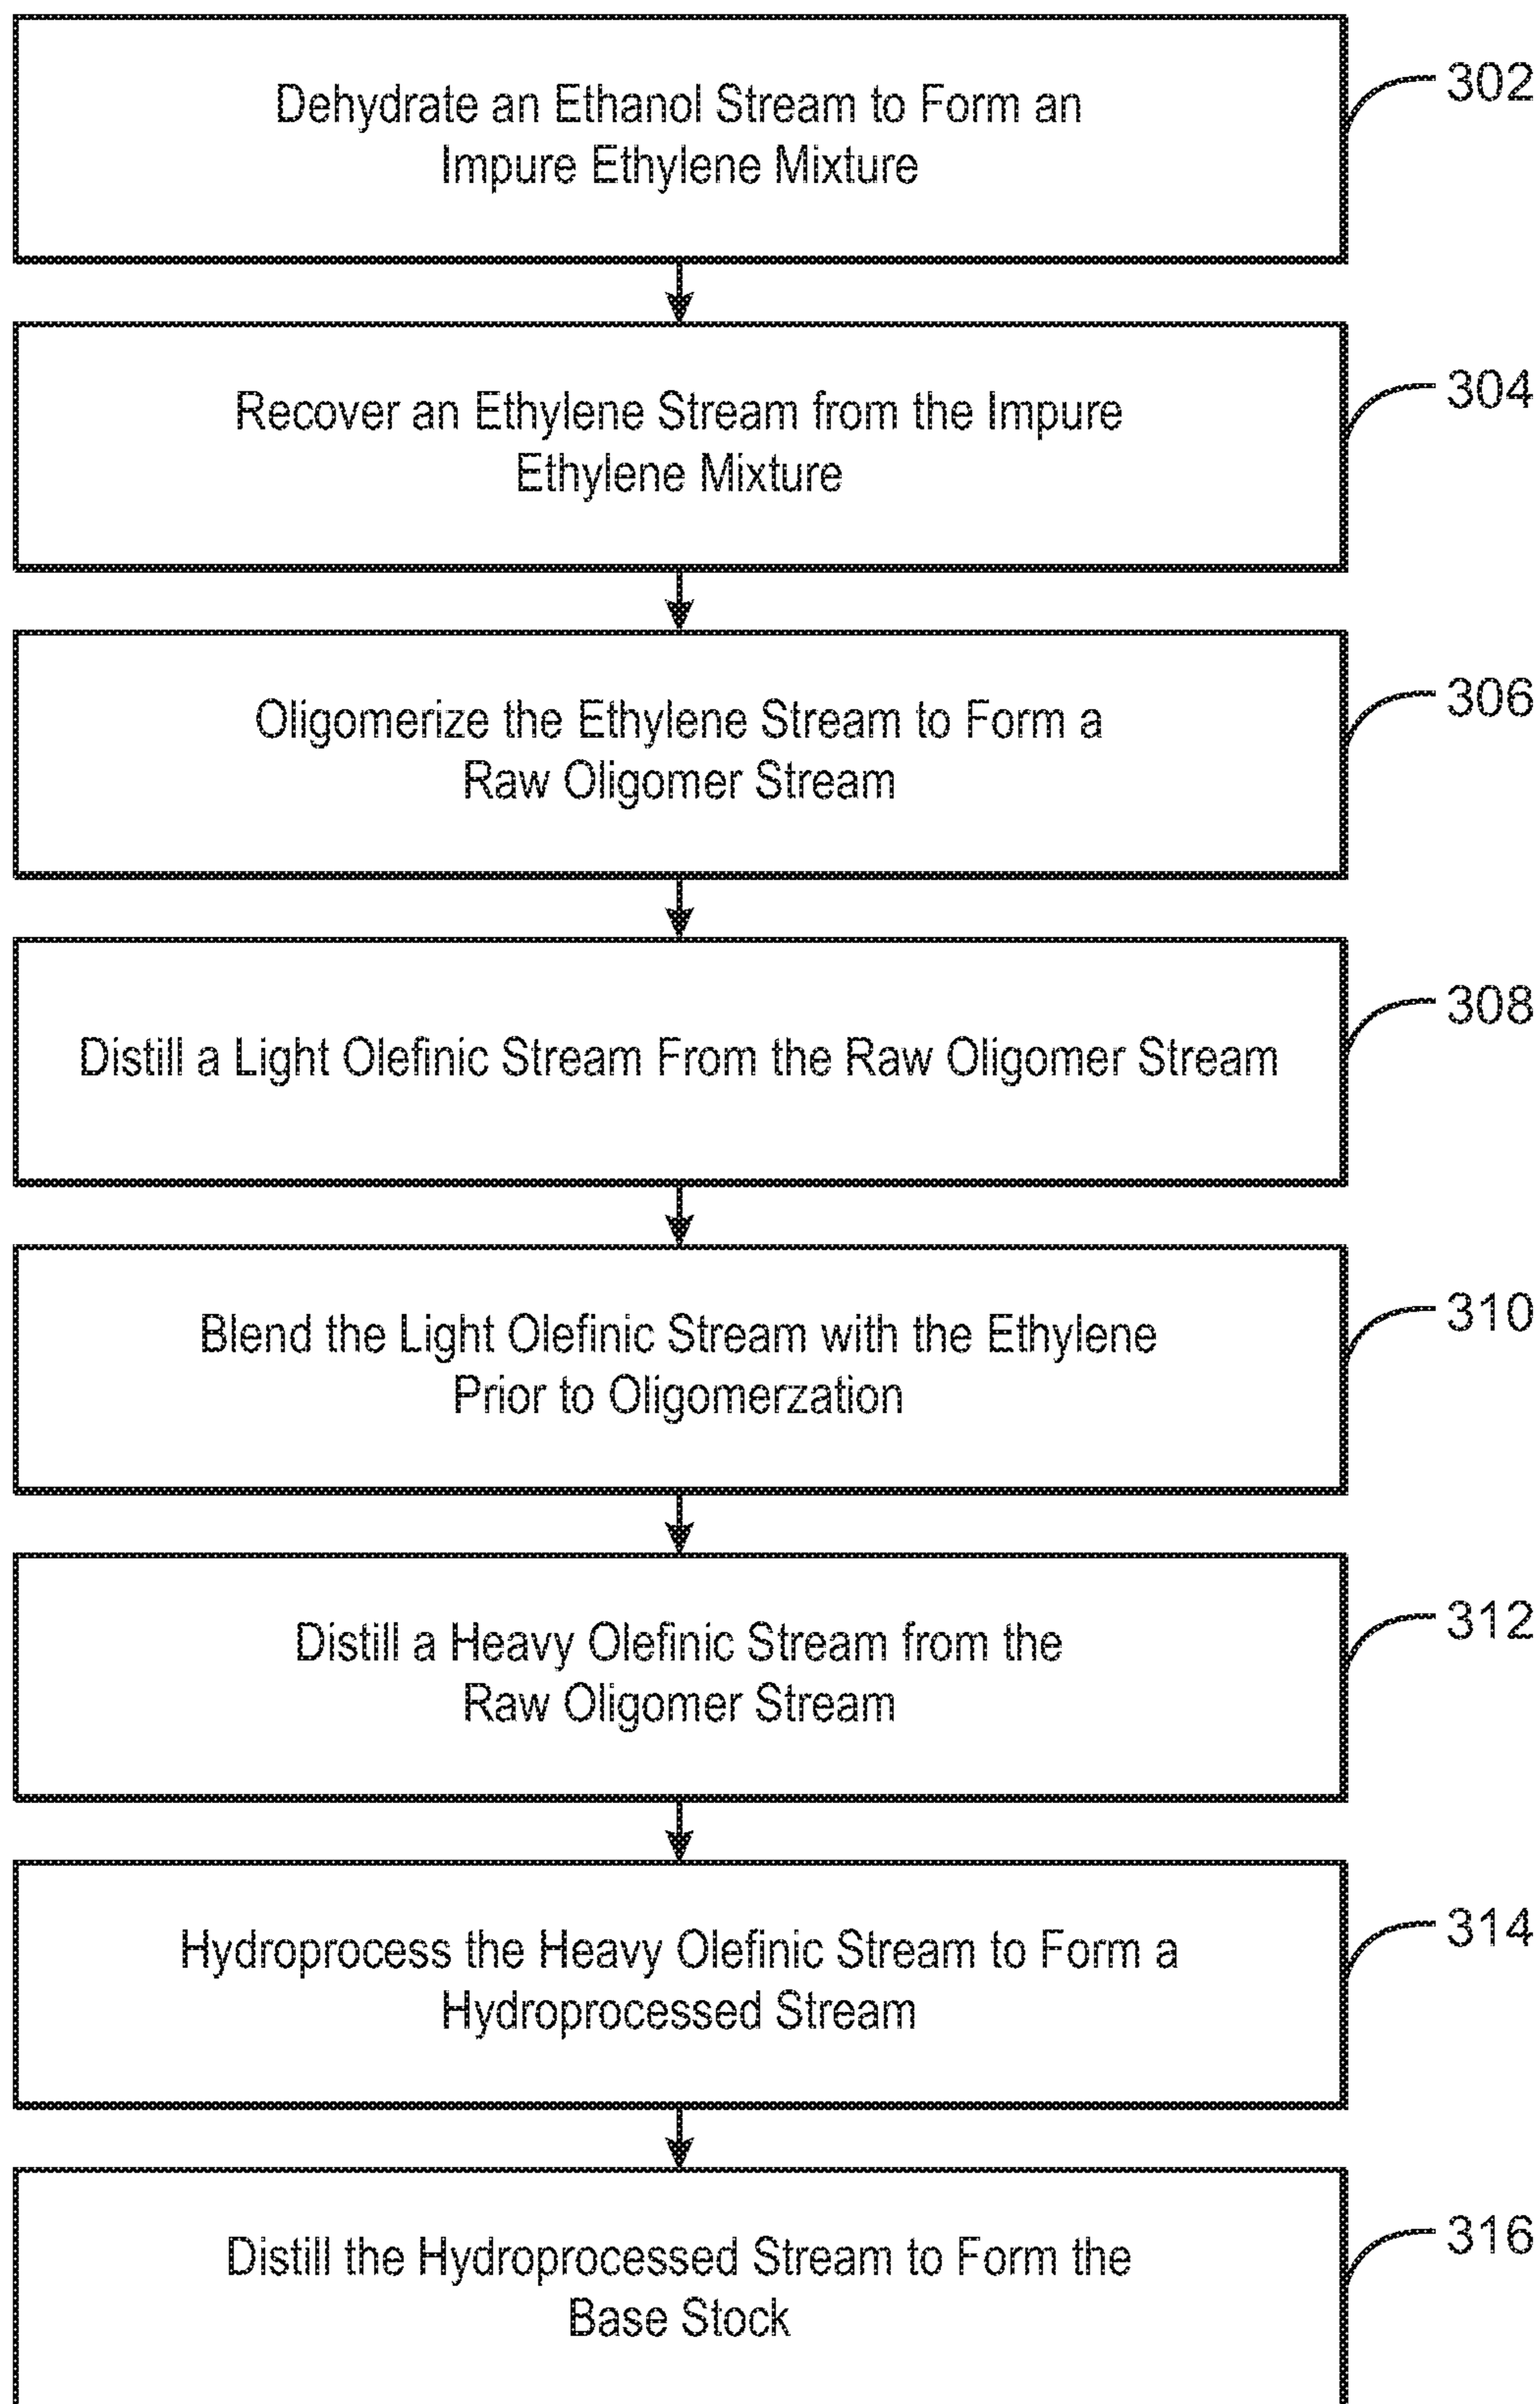 Dehydrate an Ethanol Stream to Form an
Impure Ethylene Mixture
302
Recover an Ethylene Stream from the Impure
Ethylene Mixture
304
Oligomerize the Ethylene Stream to Form a
Raw Oligomer Stream
306
Distill a Light Olefinic Stream From the Raw Oligomer Stream
308
Blend the Light Olefinic Stream with the Ethylene
Prior to Oligomerzation
310
Distill a Heavy Olefinic Stream from the
Raw Oligomer Stream
312
Hydroprocess the Heavy Olefinic Stream to Form a
Hydroprocessed Stream
314
Distill the Hydroprocessed Stream to Form the
Base Stock
316